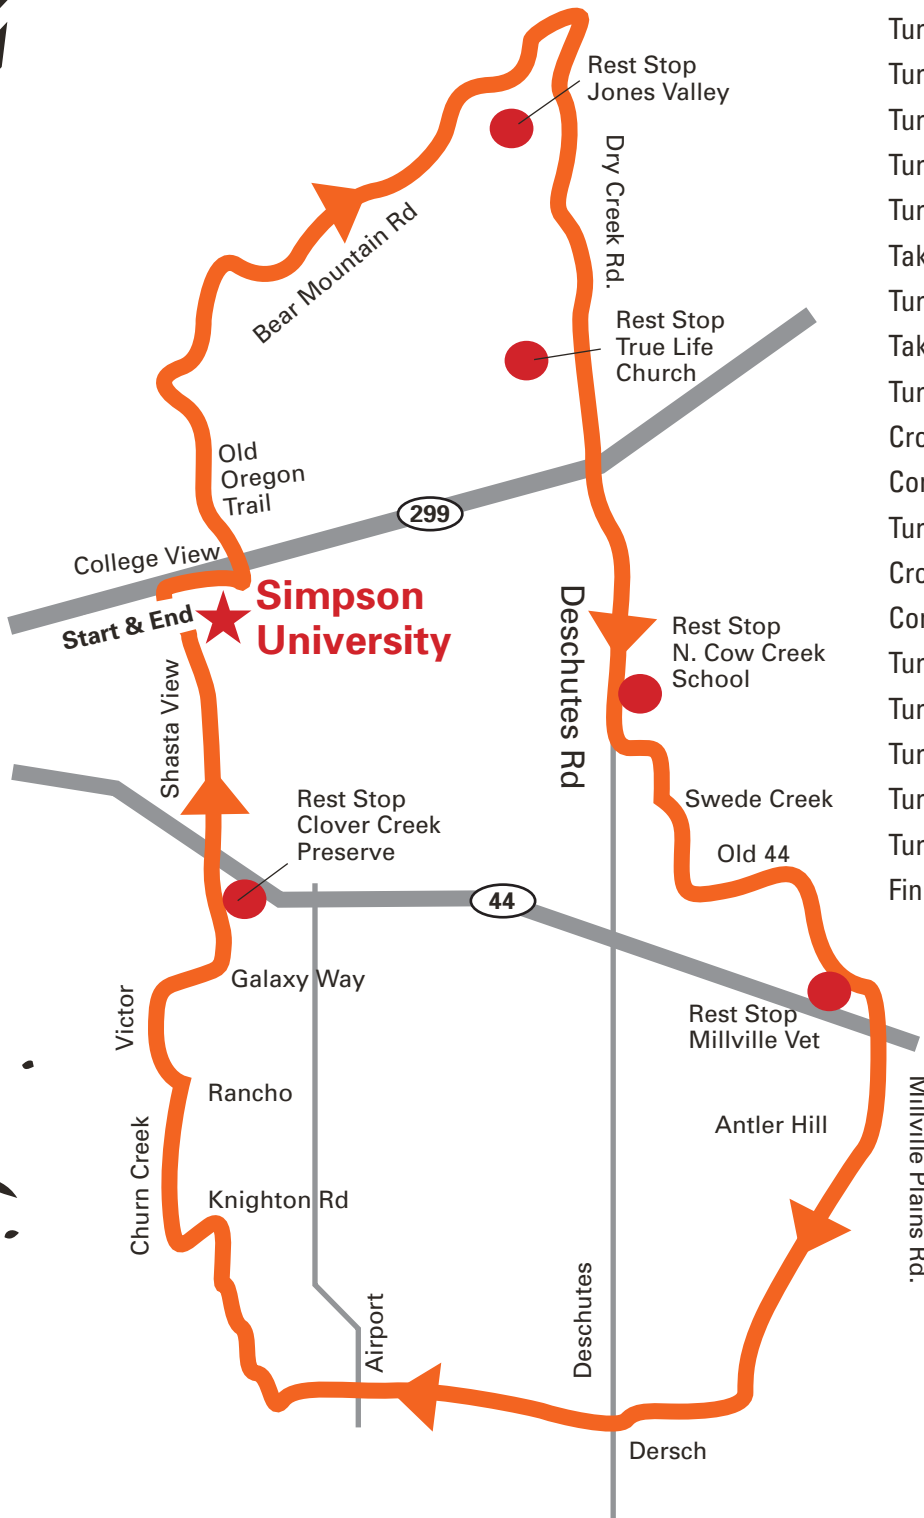 Rest Stop
Jones Valley
Dry Creek Rd.
Bear Mountain Rd
Rest Stop
True Life
Church
Old
Oregon
Trail
299
College View
Start & End
Simpson
University
Deschutes Rd
Rest Stop
N. Cow Creek
School
Shasta View
Rest Stop
Clover Creek
Preserve
Swede Creek
Old 44
44
Galaxy Way
Victor
Rest Stop
Millville Vet
Rancho
Antler Hill
Millville Plains Rd.
Churn Creek
Knighton Rd
Airport
Deschutes
Dersch